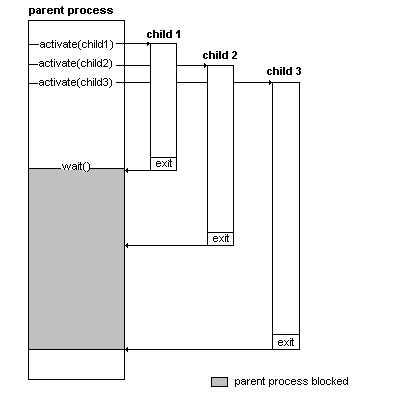 parent process
child 1
activate(child1)
child 2
activate(child2)
child 3
activate(child3)
exit
wait()
exit
exit
parent process blocked